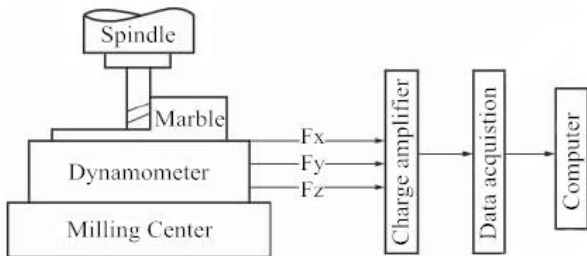 Spindle
Marble
Fx
Fy
Fz
Dynamometer
Milling Center
Charge amplifier
Data acquistion
Computer